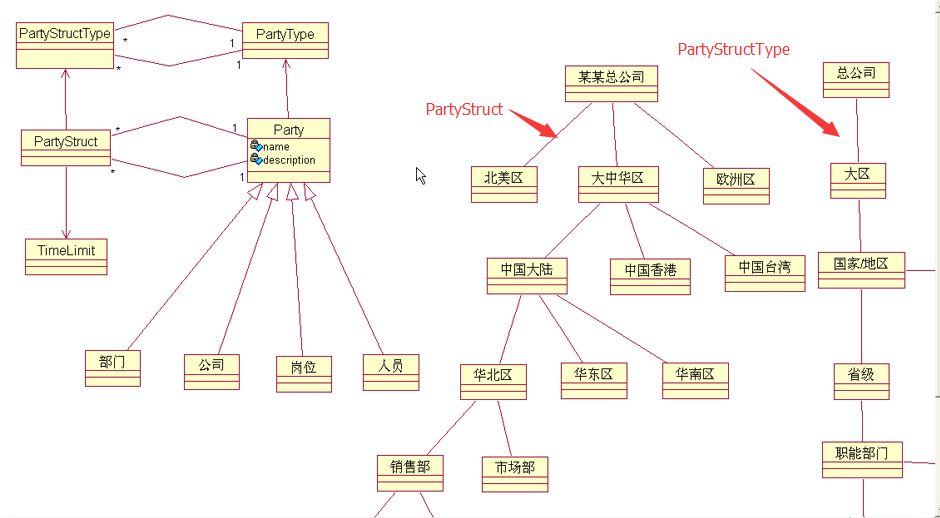 PartyStructType
*
1
PartyType
*
1
PartyStruct
*
1
Party
name
description
*
1
TimeLimit
部门
公司
岗位
人员
PartyStruct
某某总公司
北美区
大中华区
欧洲区
中国大陆
中国香港
中国台湾
华北区
华东区
华南区
销售部
市场部
PartyStructType
总公司
大区
国家/地区
省级
职能部门